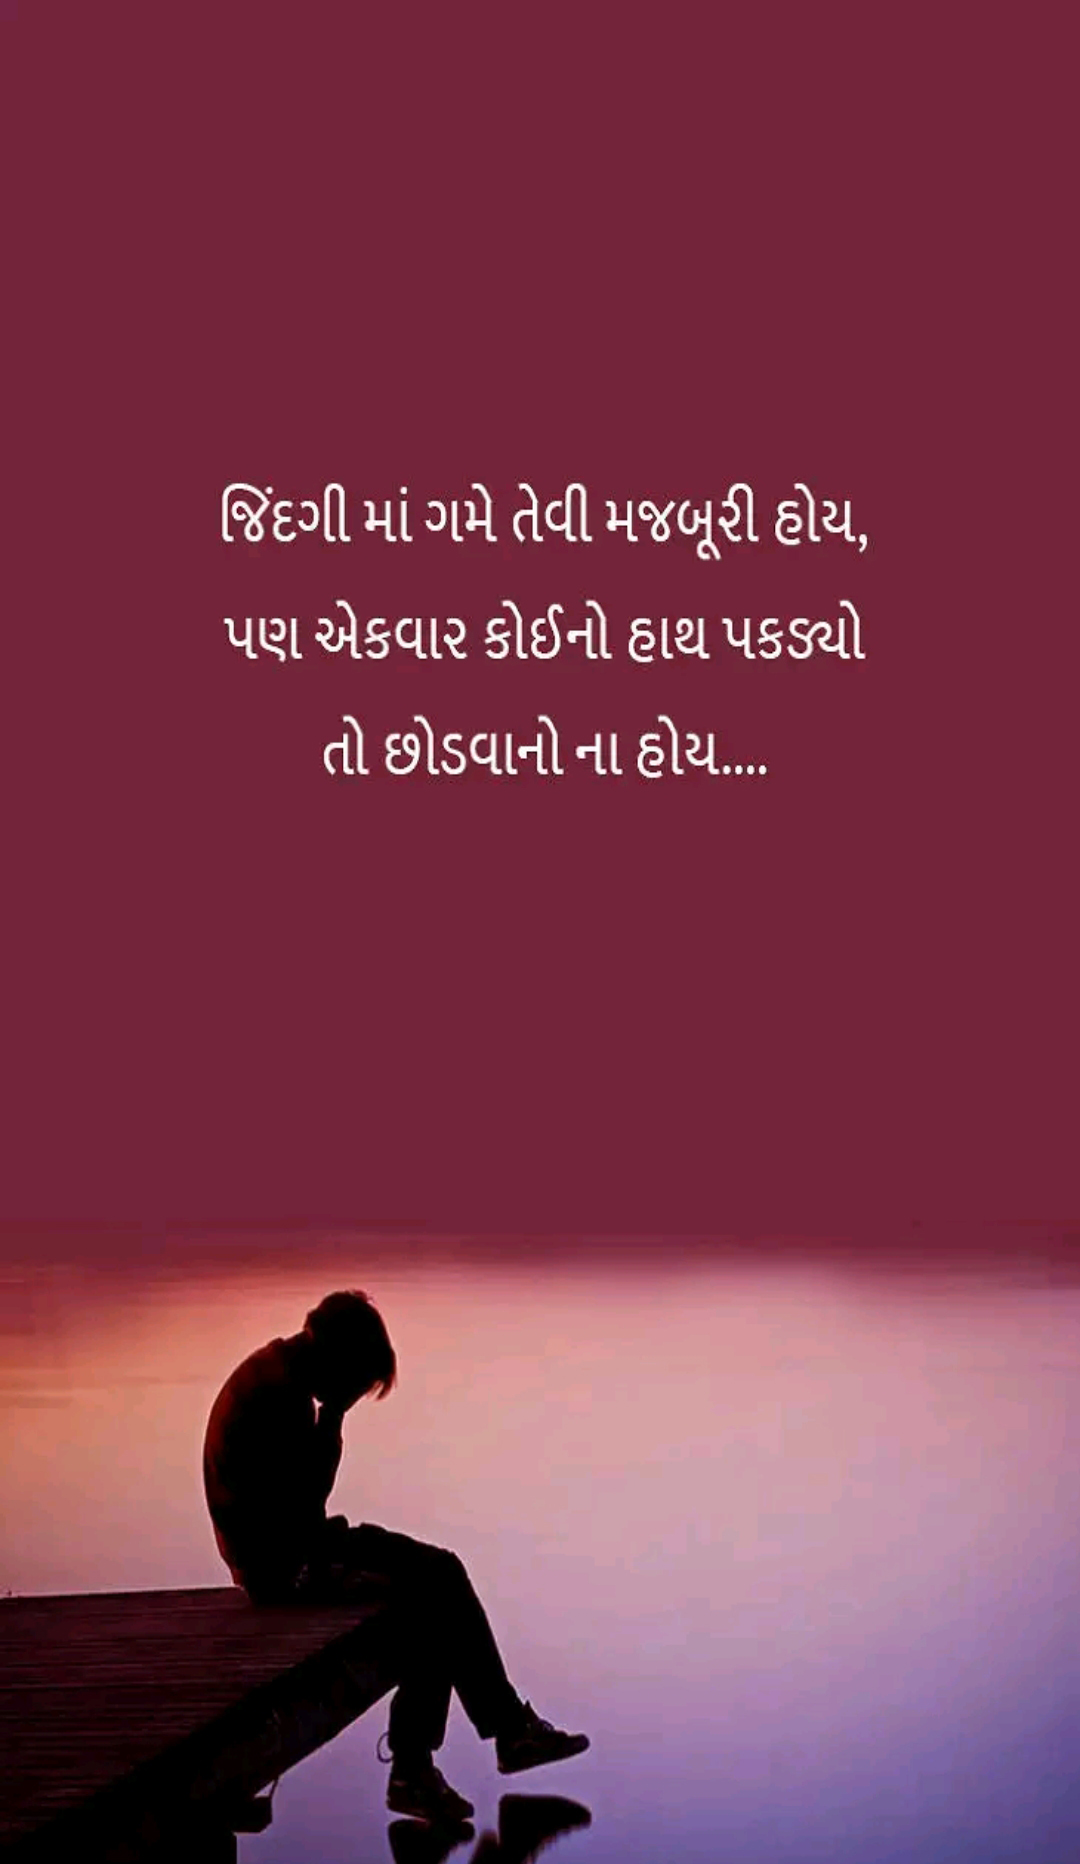 જિંદગી માં ગમે તેવી મજબૂરી હોય,
પણ એકવાર કોઈનો હાથ પકડ્યો
તો છોડવાનો ના હોય....